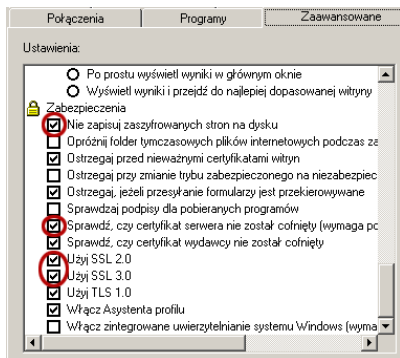 Połączenia Programy Zaawansowane
Ustawienia:
Po prostu wyświetl wyniki w głównym oknie
Wyświetl wyniki i przejdź do najlepiej dopasowanej witryny
Zabezpieczenia
Nie zapisuj zaszyfrowanych stron na dysku
Opróżnij folder tymczasowych plików internetowych podczas za
Ostrzegaj przed nieważnymi certyfikatami witryn
Ostrzegaj przy zmianie trybu zabezpieczonego na niezabezpiec
Ostrzegaj, jeżeli przesyłanie formularzy jest przekierowywane
Sprawdzaj podpisy dla pobieranych programów
Sprawdź, czy certyfikat serwera nie został cofnięty (wymaga po
Sprawdź, czy certyfikat wydawcy nie został cofnięty
Użyj SSL 2.0
Użyj SSL 3.0
Użyj TLS 1.0
Włącz Asystenta profilu
Włącz zintegrowane uwierzytelnianie systemu Windows (wyma